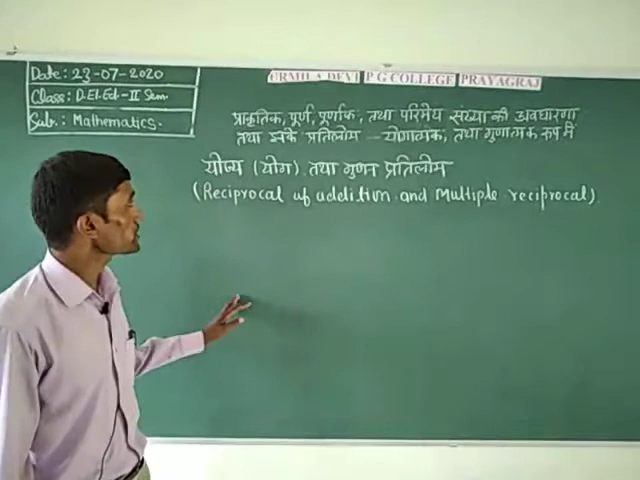 Date: 23-07-2020
Class: D.El.Ed-II Sem.
Sub.: Mathematics.
URMILA DEVI P G COLLEGE PRAYAGRAJ
प्राकृतिक, पूर्ण, पूर्णांक, तथा परिमेय संख्या की अवधारणा
तथा इनके प्रतिलोम - योगात्मक, तथा गुणात्मक रूप में
योज्य (योग) तथा गुणन प्रतिलोम
(Reciprocal of addition and Multiple reciprocal)